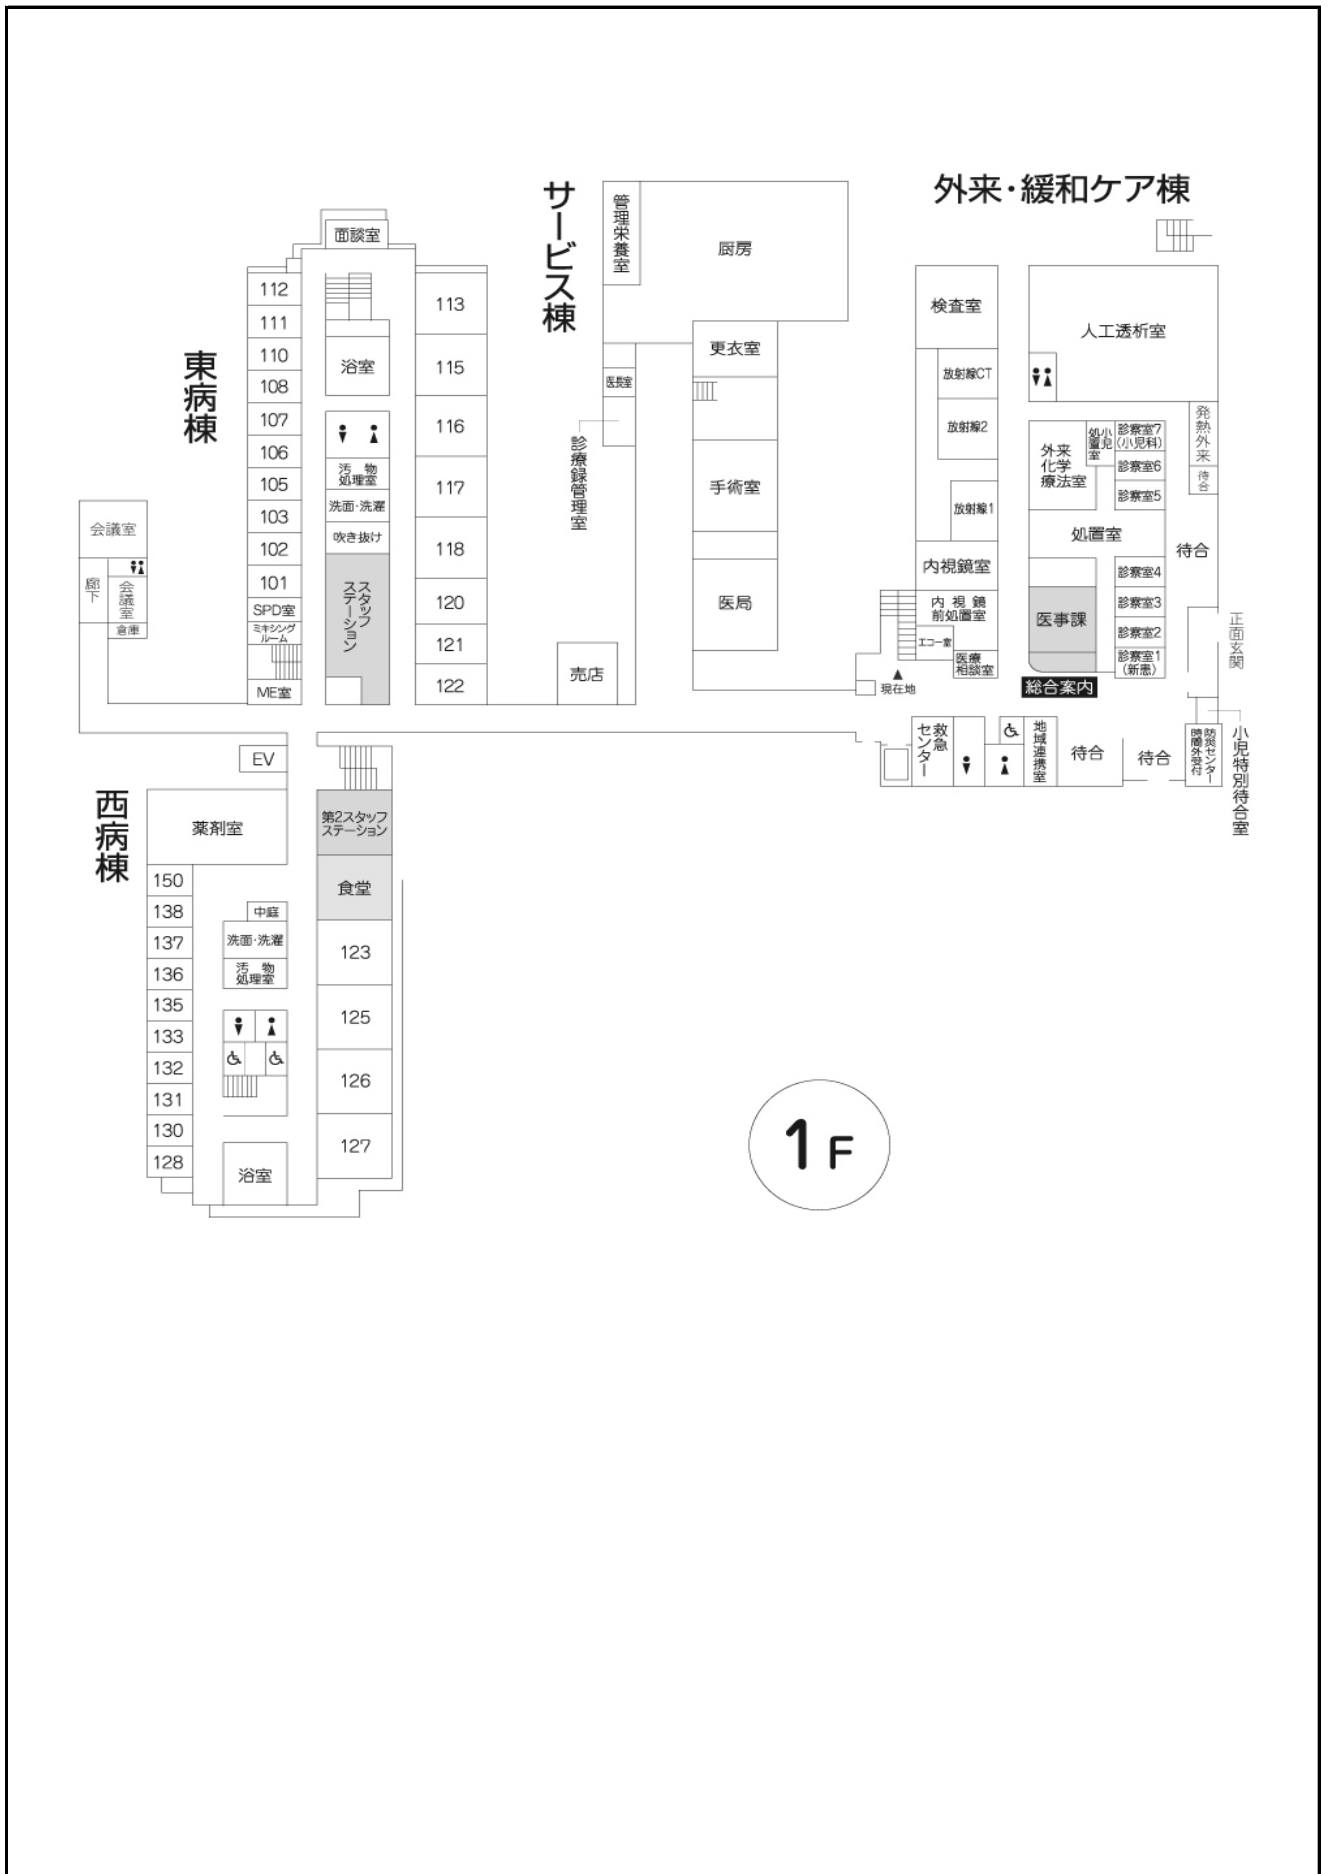 外来・緩和ケア棟
サービス棟
管理栄養室
厨房
更衣室
医長室
診療録管理室
手術室
医局
売店
東病棟
面談室
112
111
110
108
107
106
105
103
102
101
SPD室
ミキシング
ルーム
ME室
浴室
汚物
処理室
洗面・洗濯
吹き抜け
スタッフ
ステーション
113
115
116
117
118
120
121
122
会議室
廊下
会議室
倉庫
検査室
放射線CT
放射線2
放射線1
内視鏡室
内視鏡
前処置室
エコー室
医療
相談室
現在地
人工透析室
発熱外来
待合
外来
化学
療法室
小児
処置室
診察室7
(小児科)
診察室6
診察室5
処置室
待合
診察室4
診察室3
診察室2
診察室1
(新患)
医事課
総合案内
正面玄関
救急
センター
地域連携室
待合
待合
防災センター
時間外受付
小児特別待合室
西病棟
EV
薬剤室
第2スタッフ
ステーション
食堂
150
138
137
136
135
133
132
131
130
128
中庭
洗面・洗濯
汚物
処理室
浴室
123
125
126
127
1F